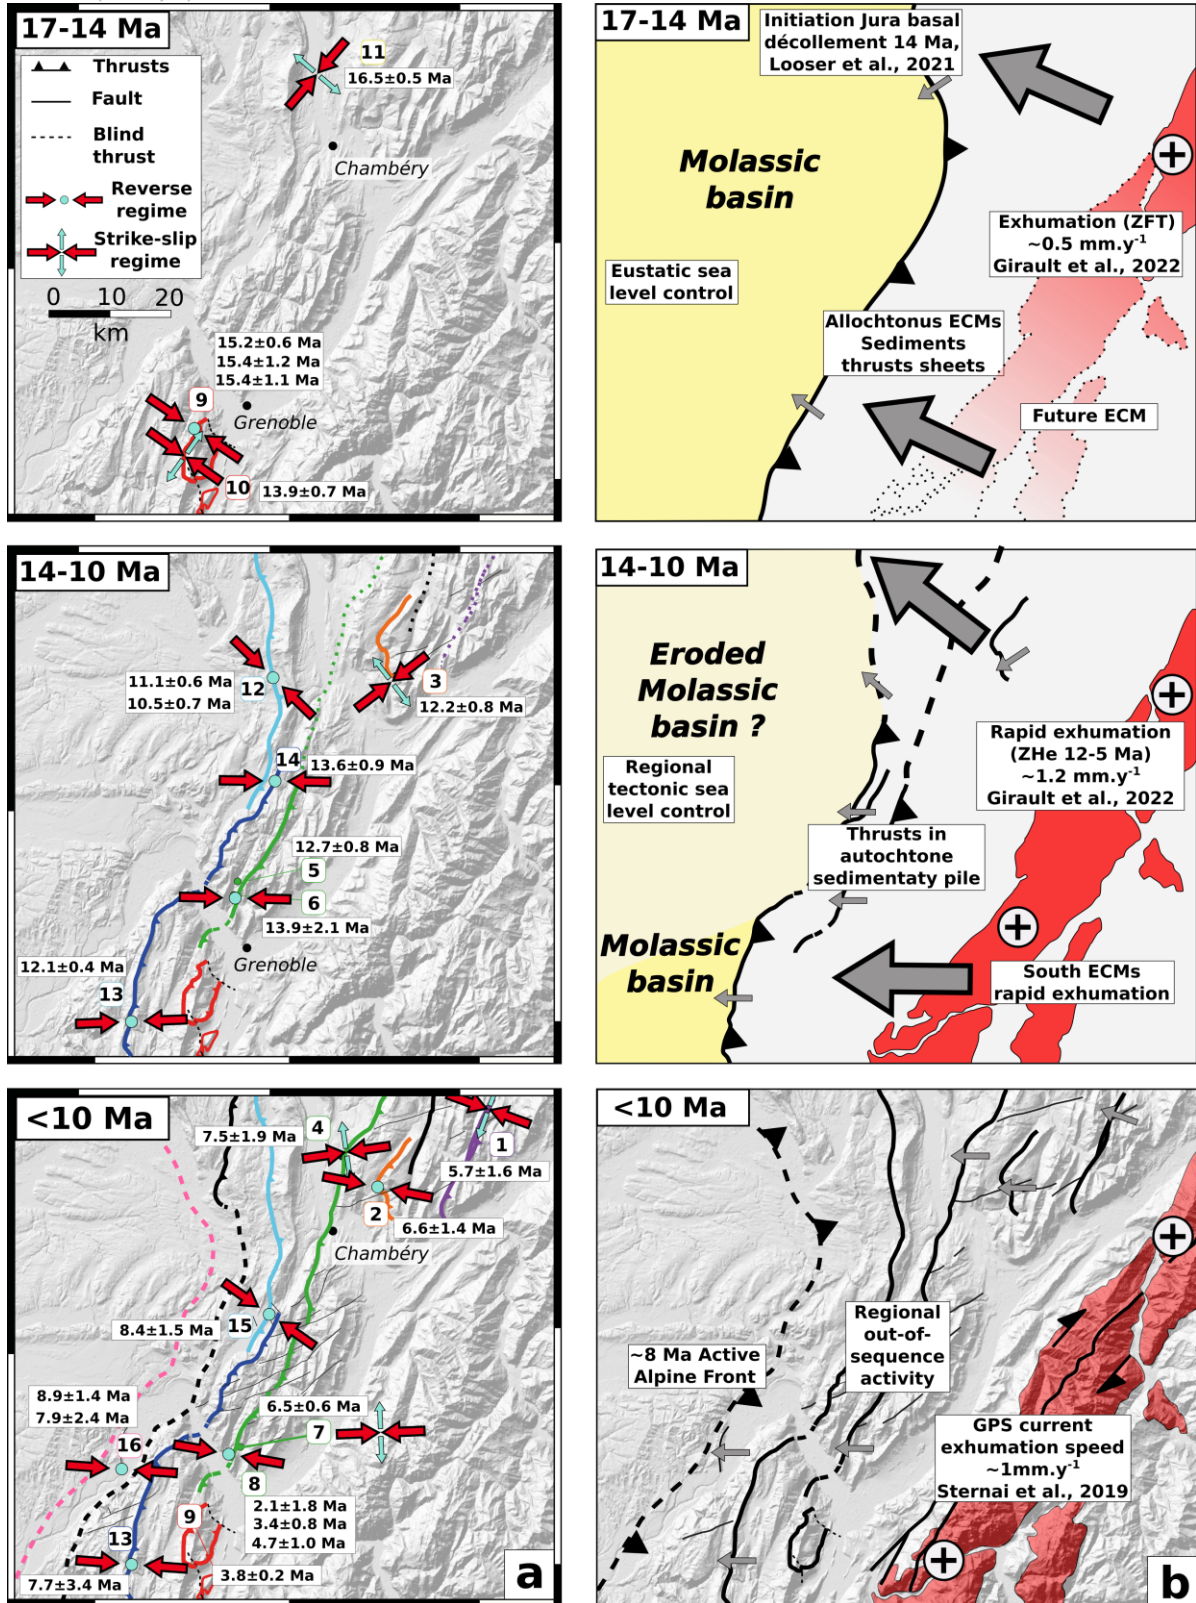 17-14 Ma
Thrusts
Fault
Blind
thrust
Reverse
regime
Strike-slip
regime
0 10 20
km
11
16.5±0.5 Ma
Chambéry
15.2±0.6 Ma
15.4±1.2 Ma
15.4±1.1 Ma
9
Grenoble
10
13.9±0.7 Ma
17-14 Ma
Initiation Jura basal
décollement 14 Ma,
Looser et al., 2021
Molassic
basin
Exhumation (ZFT)
~0.5 mm.y-1
Girault et al., 2022
Eustatic sea
level control
Allochtonus ECMs
Sediments
thrusts sheets
Future ECM
14-10 Ma
11.1±0.6 Ma
10.5±0.7 Ma
12
3
12.2±0.8 Ma
14
13.6±0.9 Ma
12.7±0.8 Ma
5
6
13.9±2.1 Ma
Grenoble
12.1±0.4 Ma
13
14-10 Ma
Eroded
Molassic
basin ?
Regional
tectonic sea
level control
Rapid exhumation
(ZHe 12-5 Ma)
~1.2 mm.y-1
Girault et al., 2022
Thrusts in
autochtone
sedimentaty pile
Molassic
basin
South ECMs
rapid exhumation
<10 Ma
7.5±1.9 Ma
4
1
5.7±1.6 Ma
2
6.6±1.4 Ma
Chambéry
15
8.4±1.5 Ma
8.9±1.4 Ma
7.9±2.4 Ma
6.5±0.6 Ma
7
16
8
2.1±1.8 Ma
3.4±0.8 Ma
4.7±1.0 Ma
9
13
3.8±0.2 Ma
7.7±3.4 Ma
a
<10 Ma
Regional
out-of-
sequence
activity
~8 Ma Active
Alpine Front
GPS current
exhumation speed
~1mm.y-1
Sternai et al., 2019
b